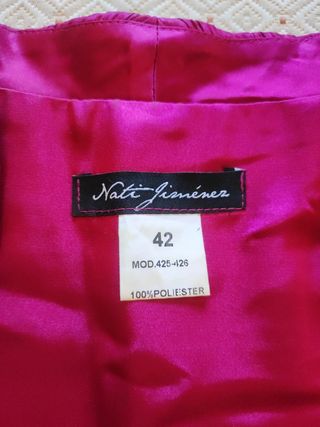 Nati Jiménez
42
MOD.425-426
100%POLIESTER